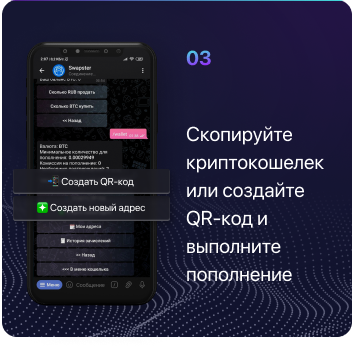 03
Скопируйте
криптокошелек
или создайте
QR-код и
выполните
пополнение
Swapster
Сколько RUB продать
Сколько BTC купить
<< Назад
Валюта: BTC
Минимальное количество для
пополнения: 0.00029949
Комиссия на пополнение: 0
Создать QR-код
Создать новый адрес
Мои адреса
История зачислений
<< Назад
<<< В меню кошелька
Меню
Сообщение